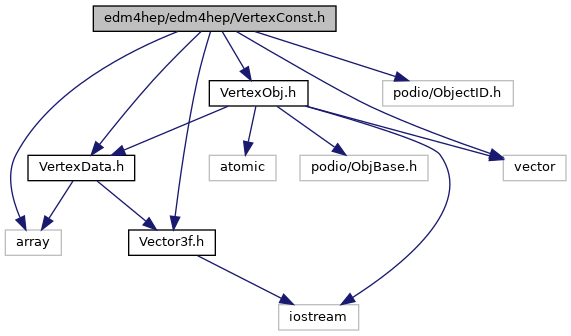 edm4hep/edm4hep/VertexConst.h
VertexObj.h
podio/ObjectID.h
VertexData.h
atomic
podio/ObjBase.h
vector
array
Vector3f.h
iostream